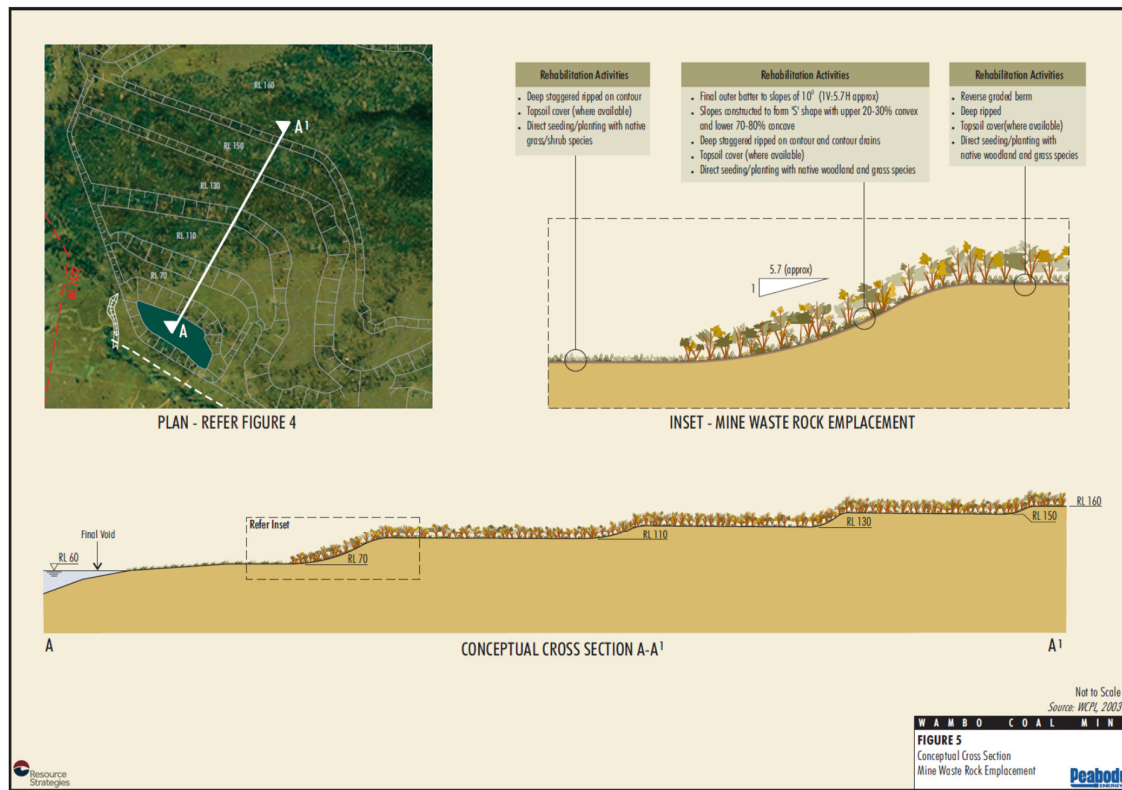 RL 160
A1
RL 150
RL 130
RL 110
RL 70
A
PLAN - REFER FIGURE 4
Rehabilitation Activities
• Deep staggered ripped on contour
• Topsoil cover (where available)
• Direct seeding/planting with native
grass/shrub species
Rehabilitation Activities
• Final outer batter to slopes of 10° (1V:5.7H approx)
• Slopes constructed to form 'S' shape with upper 20-30% convex
and lower 70-80% concave
• Deep staggered ripped on contour and contour drains
• Topsoil cover (where available)
• Direct seeding/planting with native woodland and grass species
Rehabilitation Activities
• Reverse graded berm
• Deep ripped
• Topsoil cover(where available)
• Direct seeding/planting with
native woodland and grass species
5.7 (approx)
1
INSET - MINE WASTE ROCK EMPLACEMENT
Refer Inset
Final Void
RL 60
RL 70
RL 110
RL 130
RL 150
RL 160
A
A1
CONCEPTUAL CROSS SECTION A-A1
Not to Scale
Source: WCPL, 2003
WAMBO COAL MIN
FIGURE 5
Conceptual Cross Section
Mine Waste Rock Emplacement
Peabody
ENERGY
Resource
Strategies